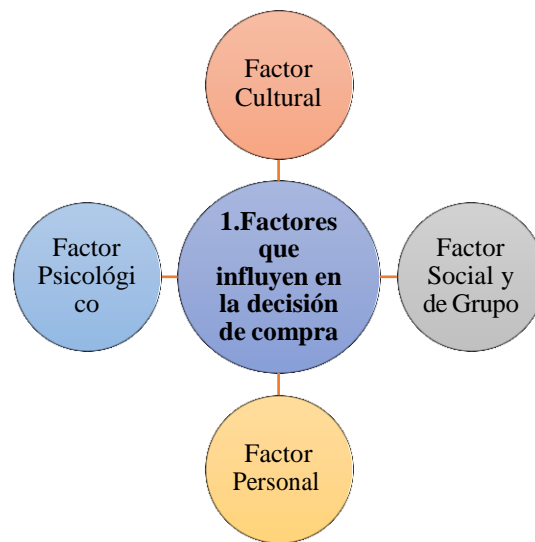 Factor
Cultural
Factor
Psicológi
co
1.Factores
que
influyen en
la decisión
de compra
Factor
Social y
de Grupo
Factor
Personal